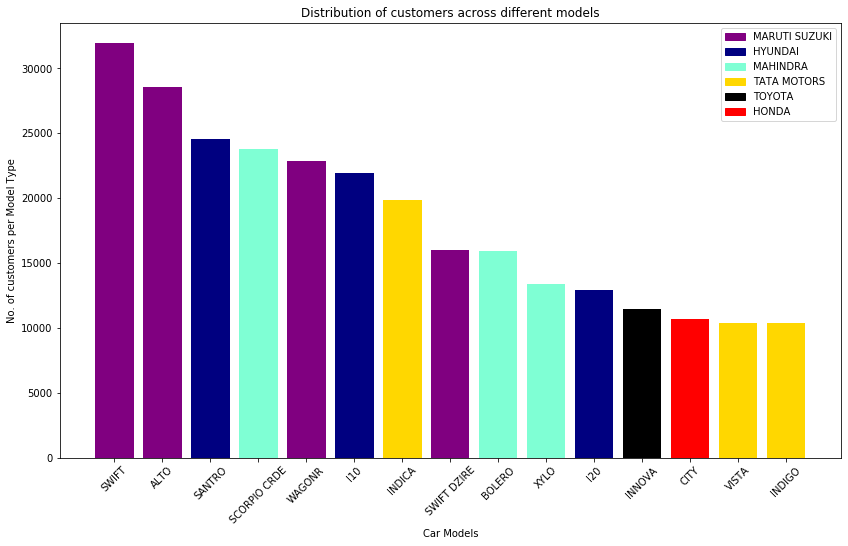 Distribution of customers across different models
No. of customers per Model Type
30000
25000
20000
15000
10000
5000
0
MARUTI SUZUKI
HYUNDAI
MAHINDRA
TATA MOTORS
TOYOTA
HONDA
SWIFT
ALTO
SANTRO
SCORPIO CRDE
WAGONR
I10
INDICA
SWIFT DZIRE
BOLERO
XYLO
I20
INNOVA
CITY
VISTA
INDIGO
Car Models